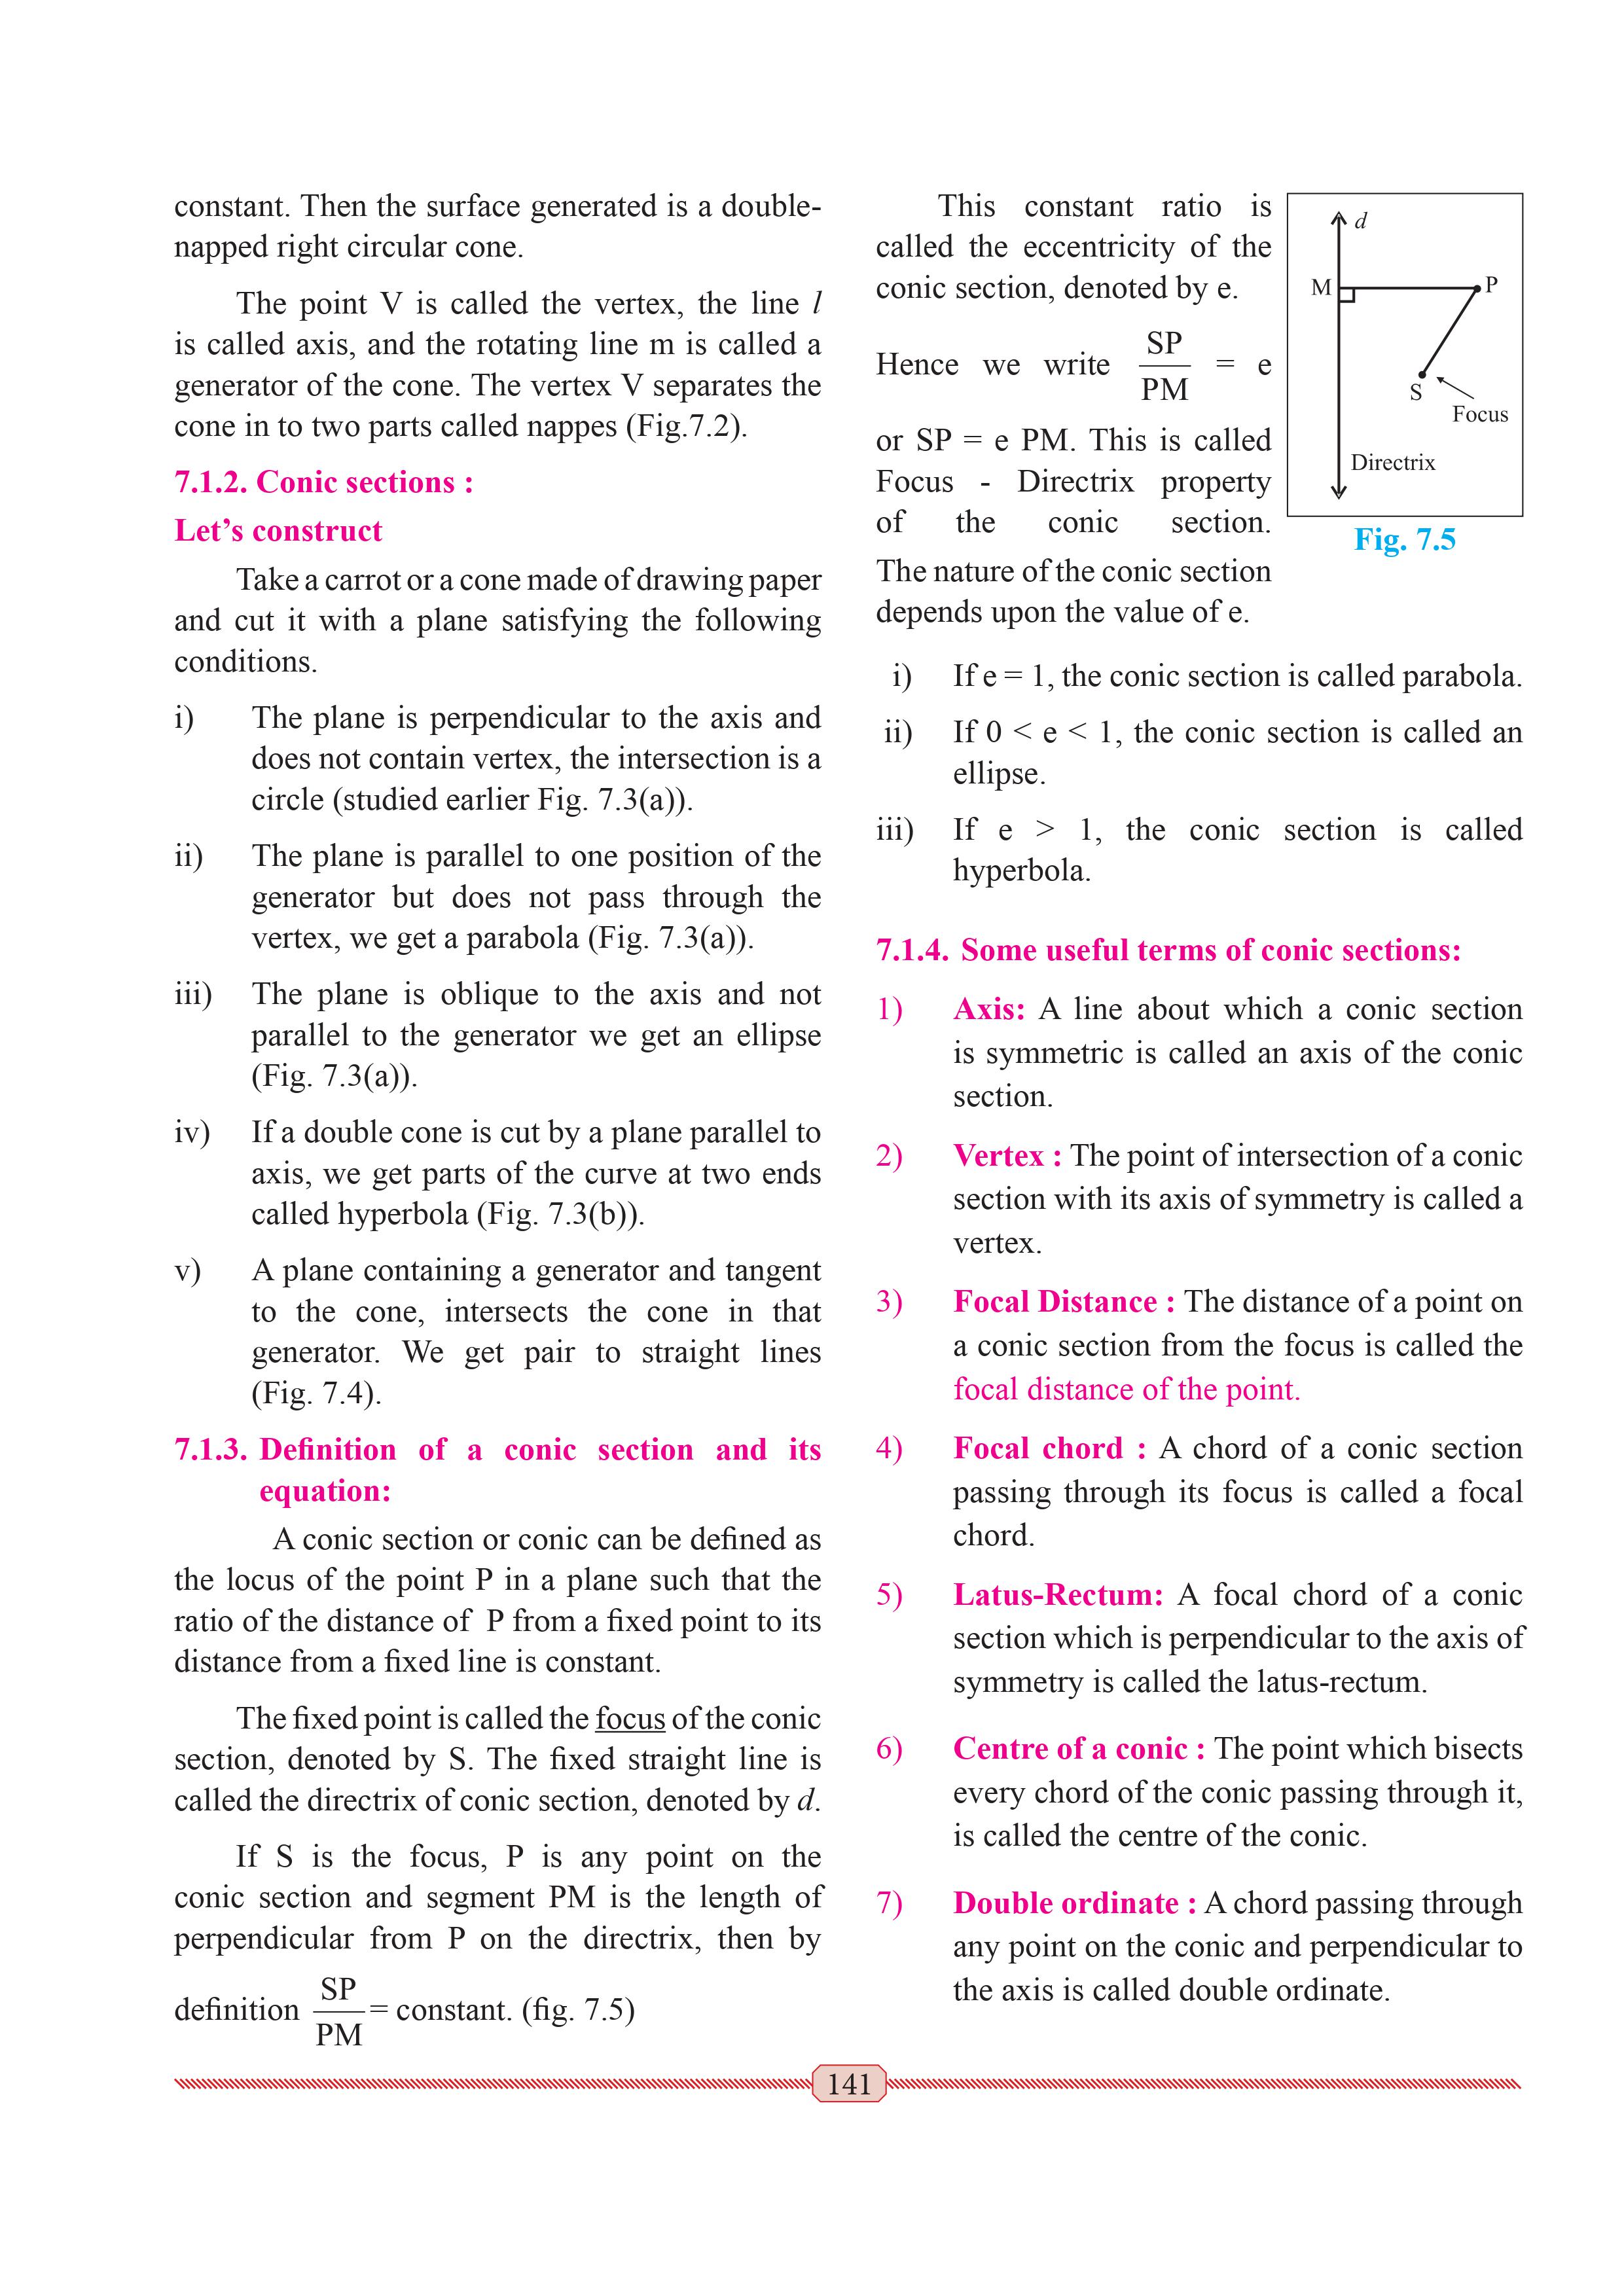 constant. Then the surface generated is a double-
napped right circular cone.
The point V is called the vertex, the line l
is called axis, and the rotating line m is called a
generator of the cone. The vertex V separates the
cone in to two parts called nappes (Fig.7.2).
7.1.2. Conic sections :
Let’s construct
Take a carrot or a cone made of drawing paper
and cut it with a plane satisfying the following
conditions.
i) The plane is perpendicular to the axis and
does not contain vertex, the intersection is a
circle (studied earlier Fig. 7.3(a)).
ii) The plane is parallel to one position of the
generator but does not pass through the
vertex, we get a parabola (Fig. 7.3(a)).
iii) The plane is oblique to the axis and not
parallel to the generator we get an ellipse
(Fig. 7.3(a)).
iv) If a double cone is cut by a plane parallel to
axis, we get parts of the curve at two ends
called hyperbola (Fig. 7.3(b)).
v) A plane containing a generator and tangent
to the cone, intersects the cone in that
generator. We get pair to straight lines
(Fig. 7.4).
7.1.3. Definition of a conic section and its
equation:
A conic section or conic can be defined as
the locus of the point P in a plane such that the
ratio of the distance of P from a fixed point to its
distance from a fixed line is constant.
The fixed point is called the focus of the conic
section, denoted by S. The fixed straight line is
called the directrix of conic section, denoted by d.
If S is the focus, P is any point on the
conic section and segment PM is the length of
perpendicular from P on the directrix, then by
definition SP/PM = constant. (fig. 7.5)
This constant ratio is
called the eccentricity of the
conic section, denoted by e.
Hence we write SP/PM = e
or SP = e PM. This is called
Focus - Directrix property
of the conic section.
The nature of the conic section
depends upon the value of e.
d
M
P
S
Focus
Directrix
Fig. 7.5
i) If e = 1, the conic section is called parabola.
ii) If 0 < e < 1, the conic section is called an
ellipse.
iii) If e > 1, the conic section is called
hyperbola.
7.1.4. Some useful terms of conic sections:
1) Axis: A line about which a conic section
is symmetric is called an axis of the conic
section.
2) Vertex : The point of intersection of a conic
section with its axis of symmetry is called a
vertex.
3) Focal Distance : The distance of a point on
a conic section from the focus is called the
focal distance of the point.
4) Focal chord : A chord of a conic section
passing through its focus is called a focal
chord.
5) Latus-Rectum: A focal chord of a conic
section which is perpendicular to the axis of
symmetry is called the latus-rectum.
6) Centre of a conic : The point which bisects
every chord of the conic passing through it,
is called the centre of the conic.
7) Double ordinate : A chord passing through
any point on the conic and perpendicular to
the axis is called double ordinate.
141